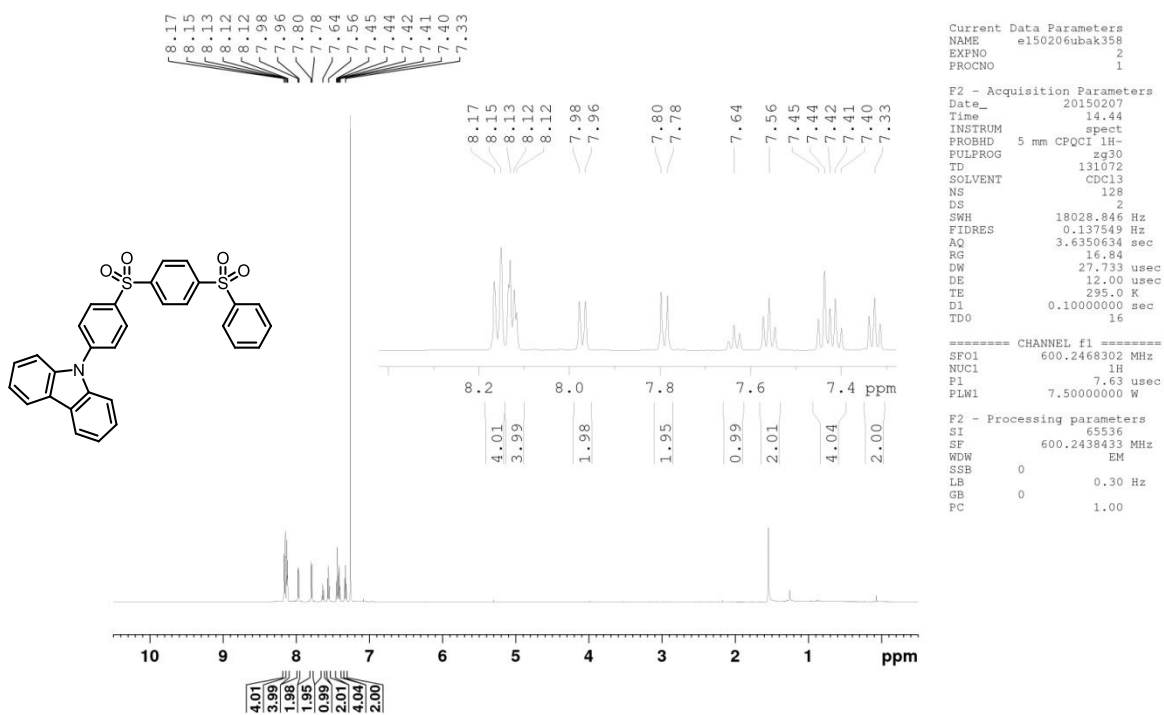 8.17
8.15
8.13
8.12
8.12
7.98
7.96
7.80
7.78
7.64
7.56
7.45
7.44
7.42
7.41
7.40
7.33
8.17
8.15
8.13
8.12
8.12
7.98
7.96
7.80
7.78
7.64
7.56
7.45
7.44
7.42
7.41
7.40
7.33
8.2 8.0 7.8 7.6 ppm 7.4
4.01
3.99
1.98
1.95
0.99
2.01
4.04
2.00
O O
S
O O
S
N
10 9 8 7 6 5 4 3 2 1 ppm
4.01
3.99
1.98
1.95
0.99
2.01
4.04
2.00
Current Data Parameters
NAME e150206ubak358
EXPNO 2
PROCNO 1
F2 - Acquisition Parameters
Date_ 20150207
Time 14.44
INSTRUM spect
PROBHD 5 mm CPQCI 1H-
PULPROG zg30
TD 131072
SOLVENT CDCl3
NS 128
DS 2
SWH 18028.846 Hz
FIDRES 0.137549 Hz
AQ 3.6350634 sec
RG 16.84
DW 27.733 usec
DE 12.00 usec
TE 295.0 K
D1 0.10000000 sec
TD0 16
======== CHANNEL f1 ========
SFO1 600.2468302 MHz
NUC1 1H
P1 7.63 usec
PLW1 7.50000000 W
F2 - Processing parameters
SI 65536
SF 600.2438433 MHz
WDW EM
SSB 0
LB 0.30 Hz
GB 0
PC 1.00